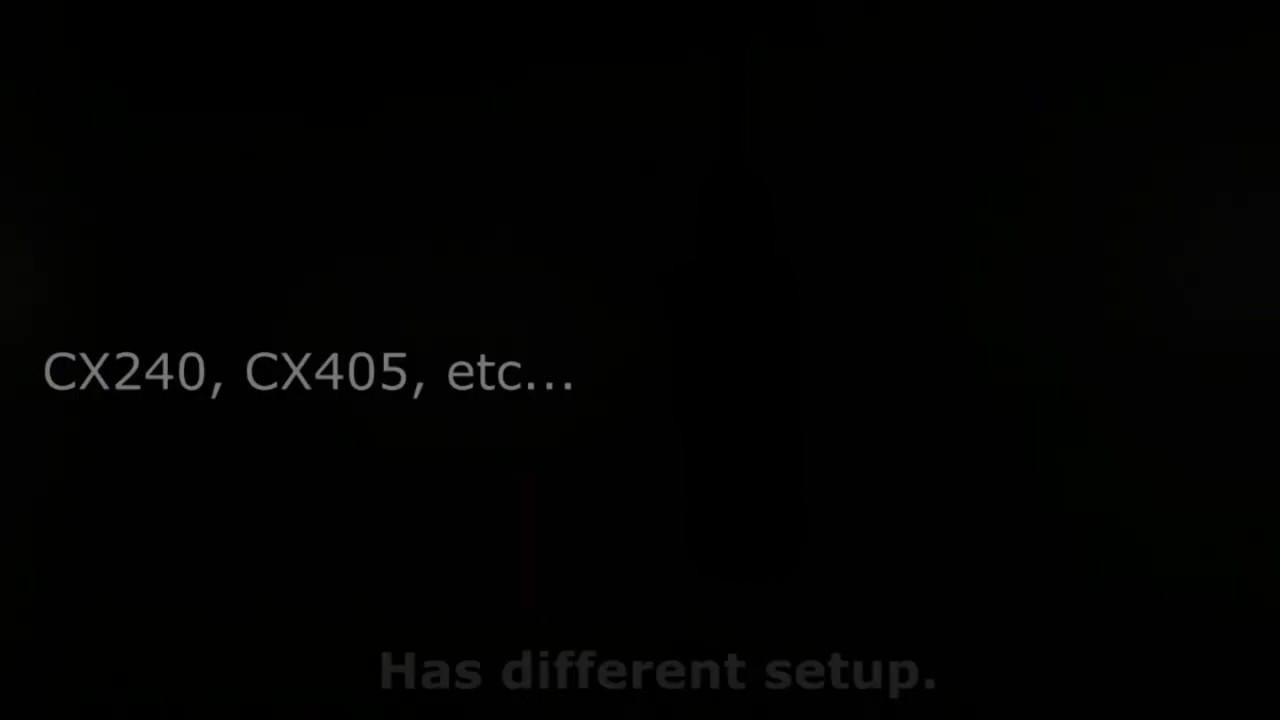 CX240, CX405, etc...
Has different setup.